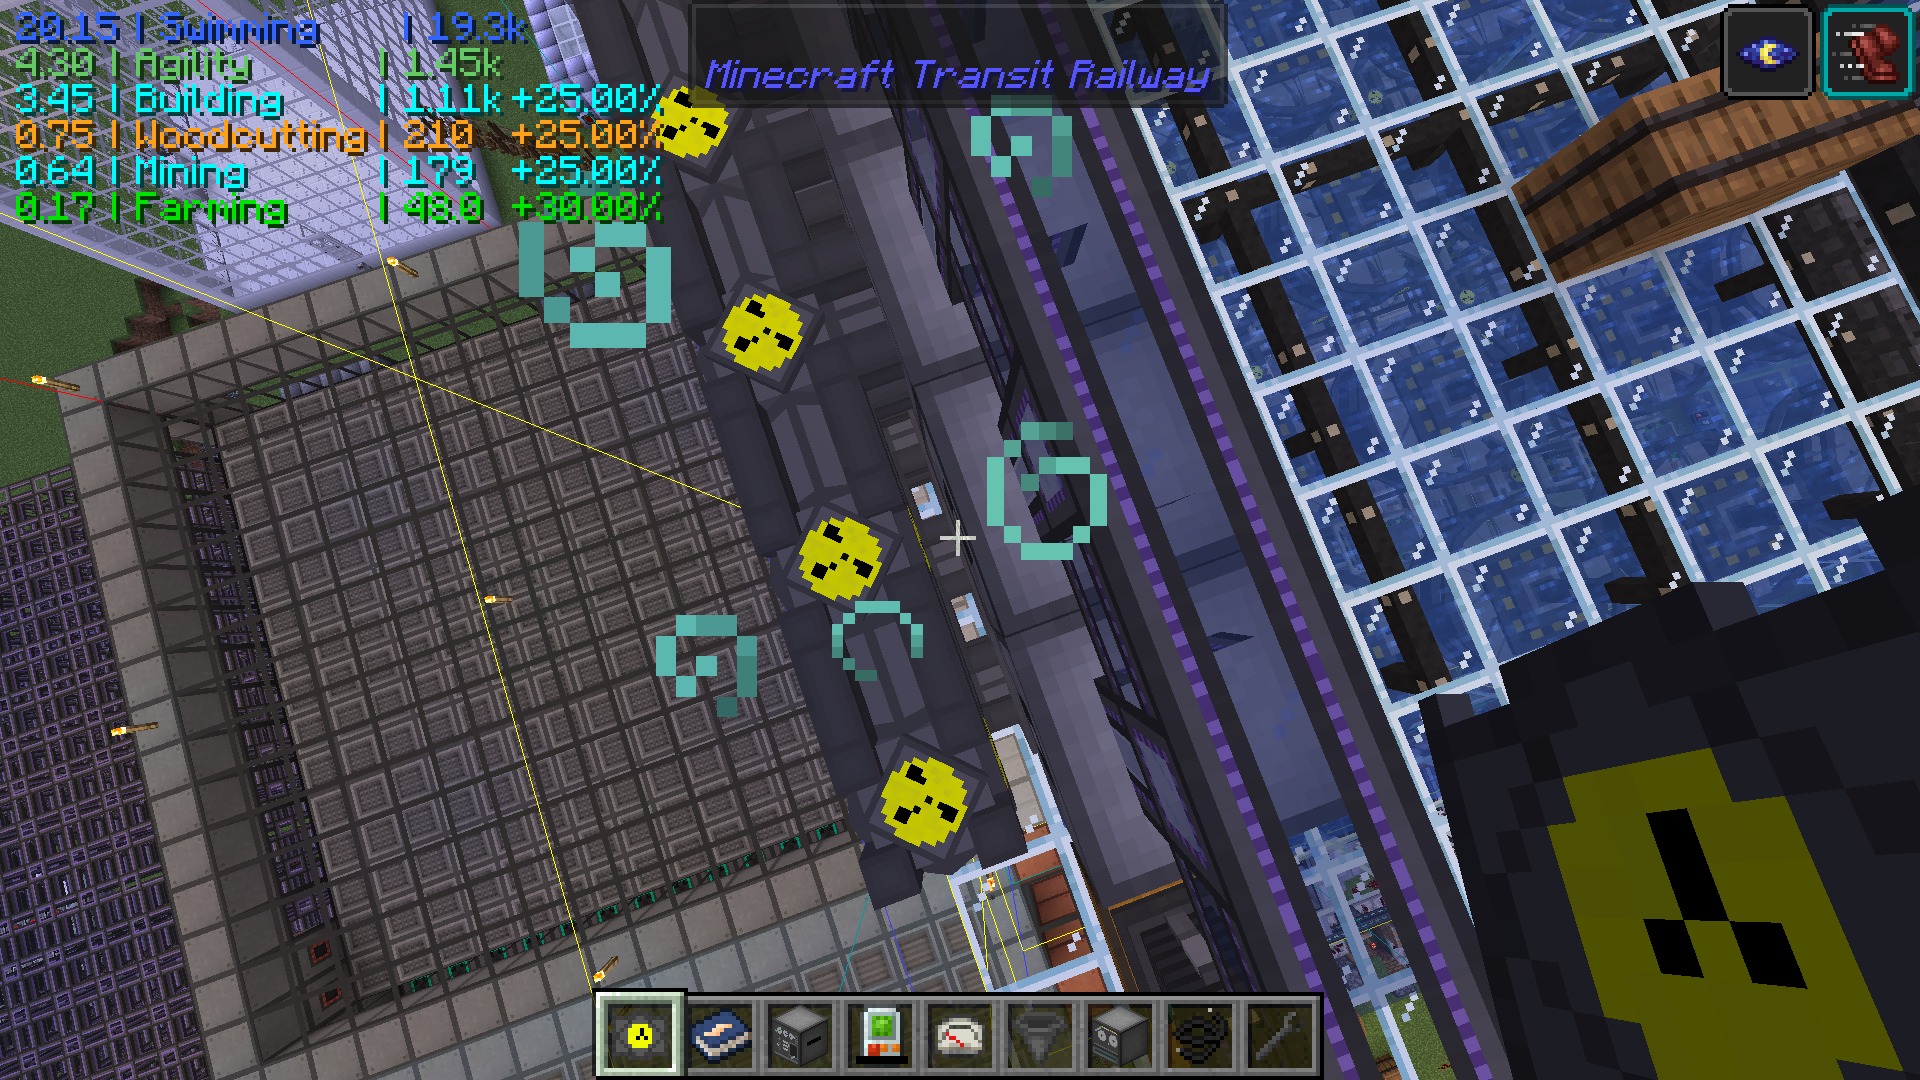 20.15 | Swimming | 19.3k
4.30 | Agility | 1.45k
3.45 | Building | 1.11k +25.00%
0.75 | Woodcutting | 210 +25.00%
0.64 | Mining | 179 +25.00%
0.17 | Farming | 48.0 +30.00%
Minecraft Transit Railway